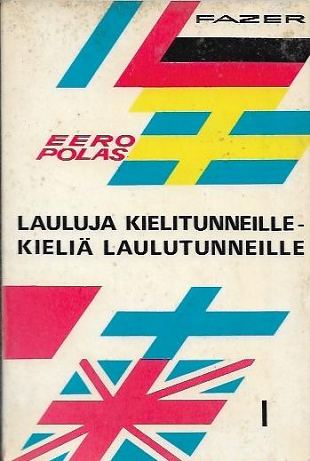 FAZER
EERO
POLAS
LAULUJA KIELITUNNEILLE-
KIELIÄ LAULUTUNNEILLE
I